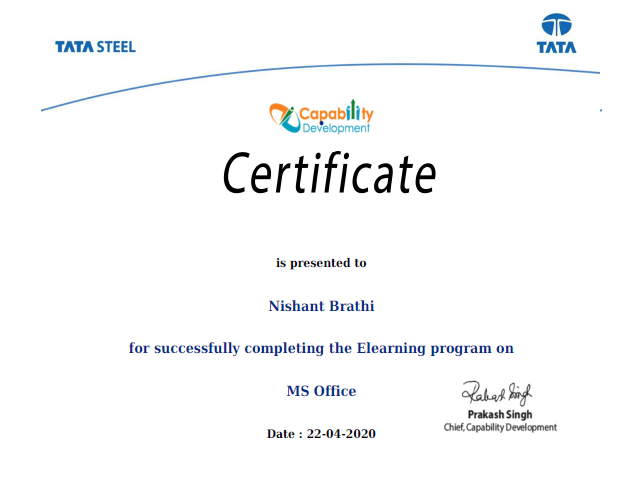 TATA STEEL
TATA
Capability
Development
Certificate
is presented to
Nishant Brathi
for successfully completing the Elearning program on
MS Office
Prakash Singh
Prakash Singh
Chief, Capability Development
Date : 22-04-2020